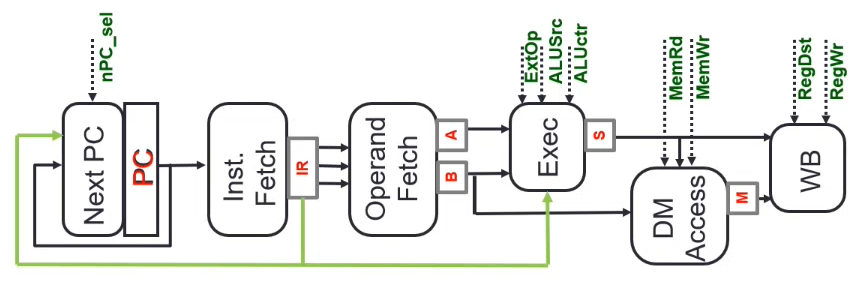 nPC_sel
Next PC
PC
Inst.
Fetch
IR
Operand
Fetch
A
B
ExtOp
ALUSrc
ALUctr
Exec
S
MemRd
MemWr
DM
Access
M
RegDst
RegWr
WB